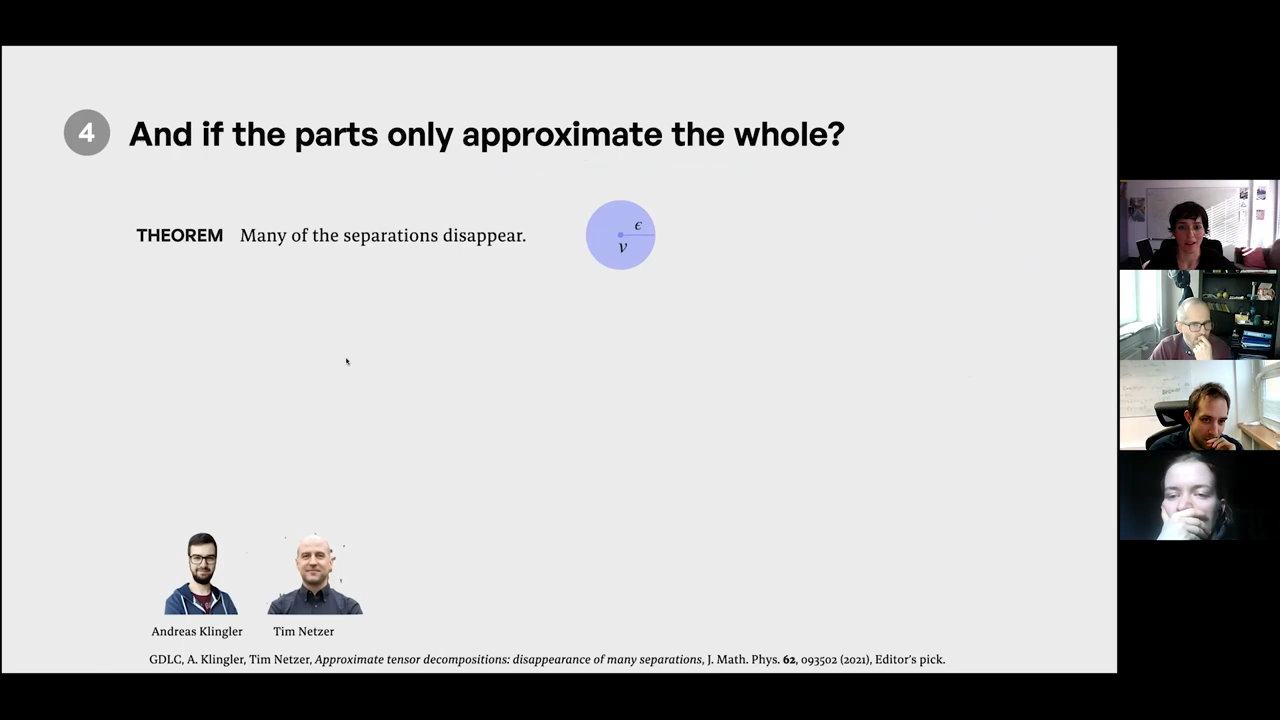 4 And if the parts only approximate the whole?
THEOREM Many of the separations disappear.
ϵ
ν
Andreas Klingler Tim Netzer
GDLC, A. Klingler, Tim Netzer, Approximate tensor decompositions: disappearance of many separations, J. Math. Phys. 62, 093502 (2021), Editor's pick.